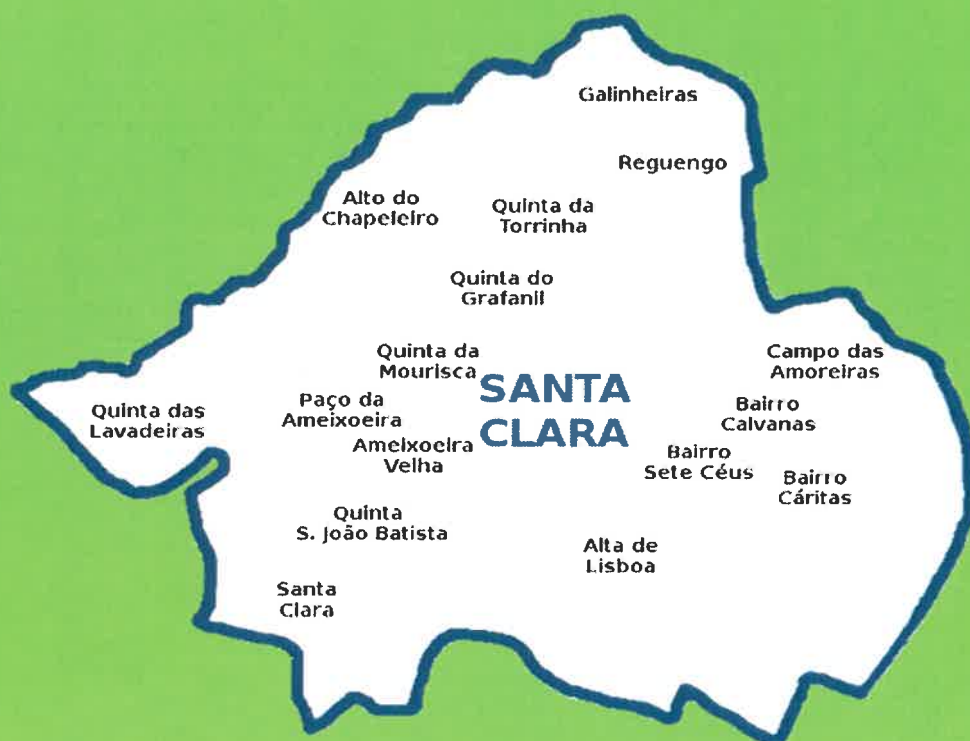 Galinheiras
Reguengo
Alto do
Chapeleiro
Quinta da
Torrinha
Quinta do
Grafanil
Quinta da
Mourisca
SANTA
CLARA
Campo das
Amoreiras
Quinta das
Lavadeiras
Paço da
Ameixoeira
Bairro
Calvanas
Ameixoeira
Velha
Bairro
Sete Céus
Bairro
Cáritas
Quinta
S. João Batista
Alta de
Lisboa
Santa
Clara